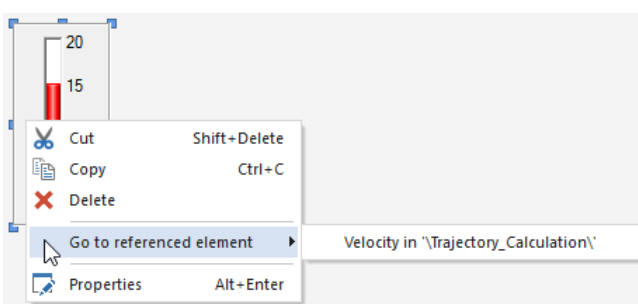 20
15
Cut Shift+Delete
Copy Ctrl+C
Delete
Go to referenced element Velocity in '\Trajectory_Calculation\'
Properties Alt+Enter